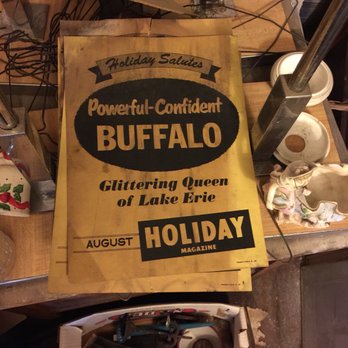 Holiday Salutes
Powerful-Confident
BUFFALO
Glittering Queen
of Lake Erie
AUGUST
HOLIDAY
MAGAZINE